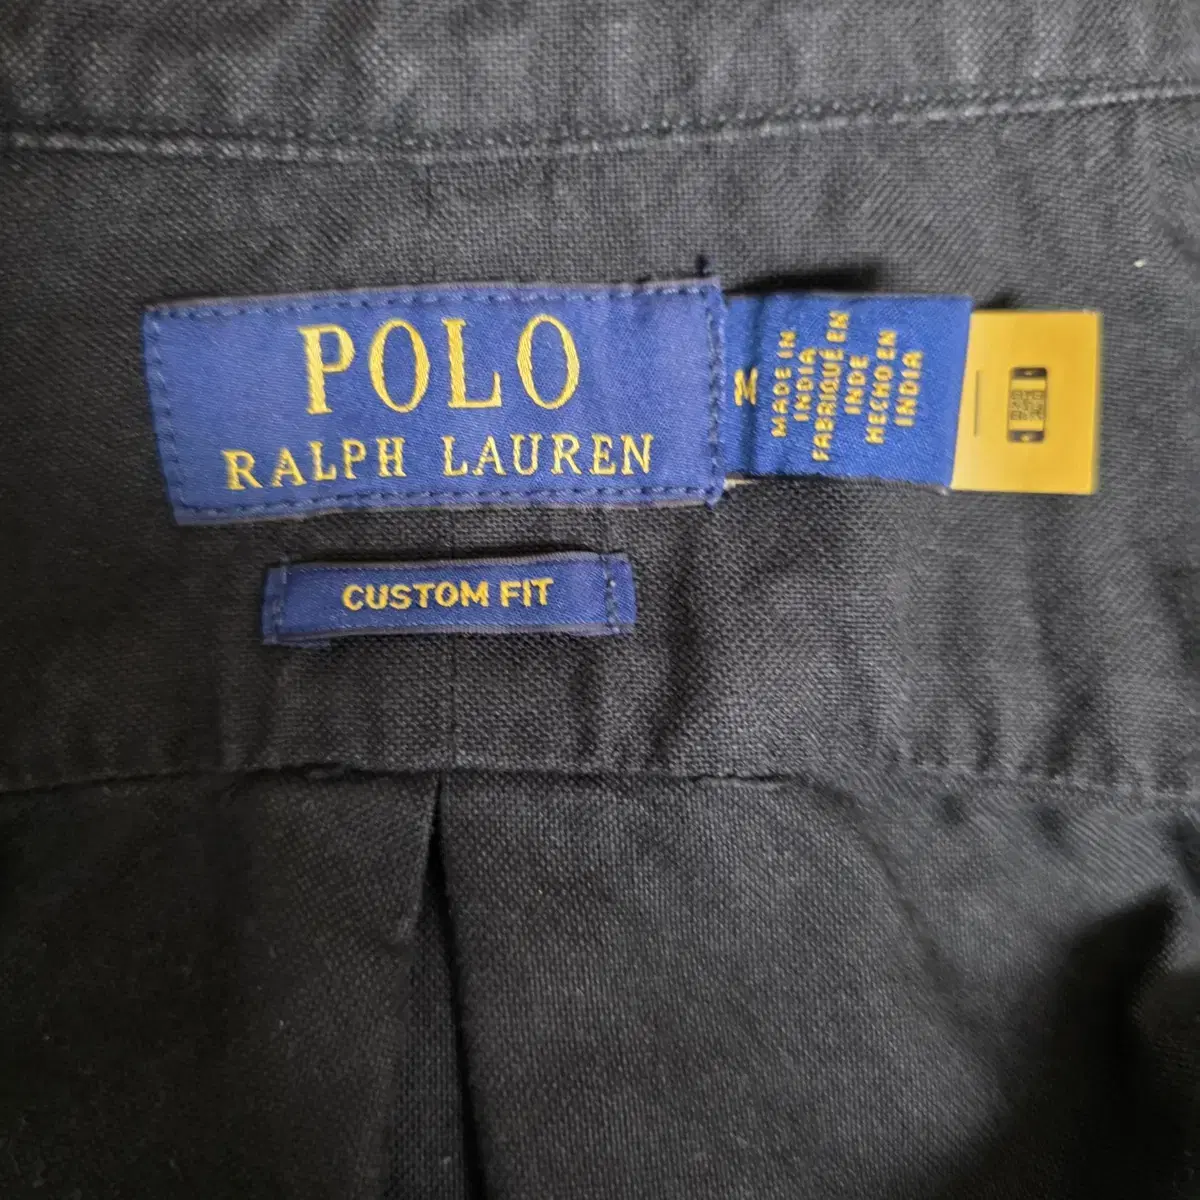 POLO
RALPH LAUREN
M
MADE IN
INDIA
FABRIQUÉ EN
INDE
HECHO EN
INDIA
CUSTOM FIT